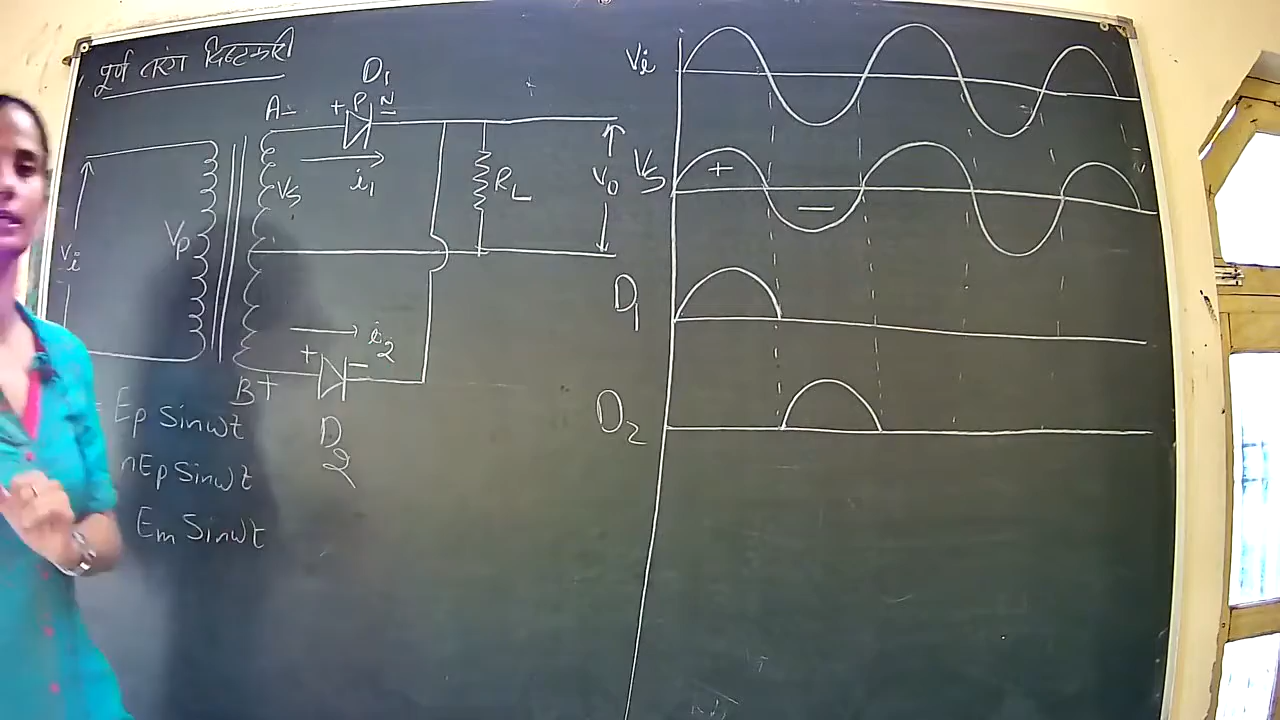 पूर्ण तरंग दिष्टकारी
D₁
A -
+ P N
i₁
Vₛ
R_L
V₀
Vᵢ
Vₚ
i₂
+ −
B +
D₂
= Eₚ Sinωt
nEₚ Sinωt
Eₘ Sinωt
Vᵢ
Vₛ
+
−
D₁
D₂